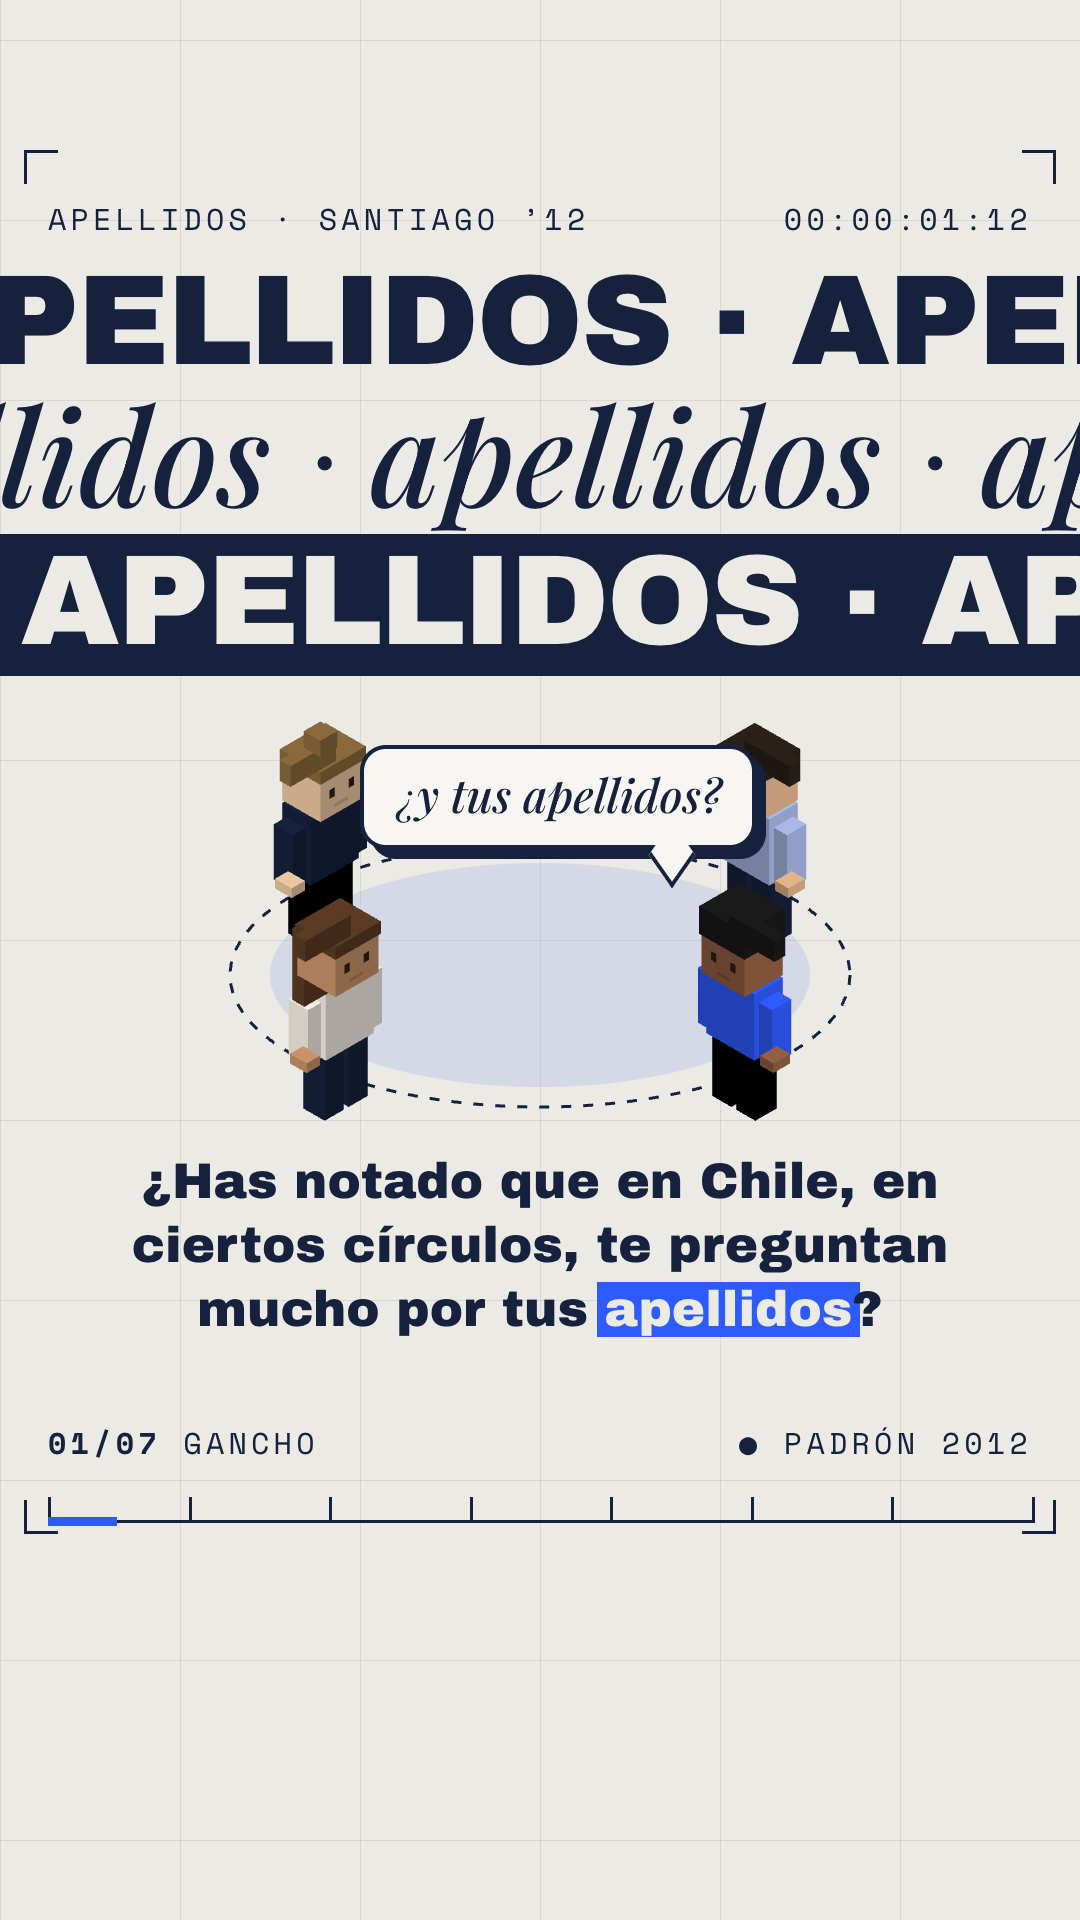 APELLIDOS · SANTIAGO ’12
00:00:01:12
PELLIDOS · APE
llidos · apellidos · ap
APELLIDOS · AP
¿y tus apellidos?
¿Has notado que en Chile, en
ciertos círculos, te preguntan
mucho por tus apellidos?
01/07 GANCHO
● PADRÓN 2012